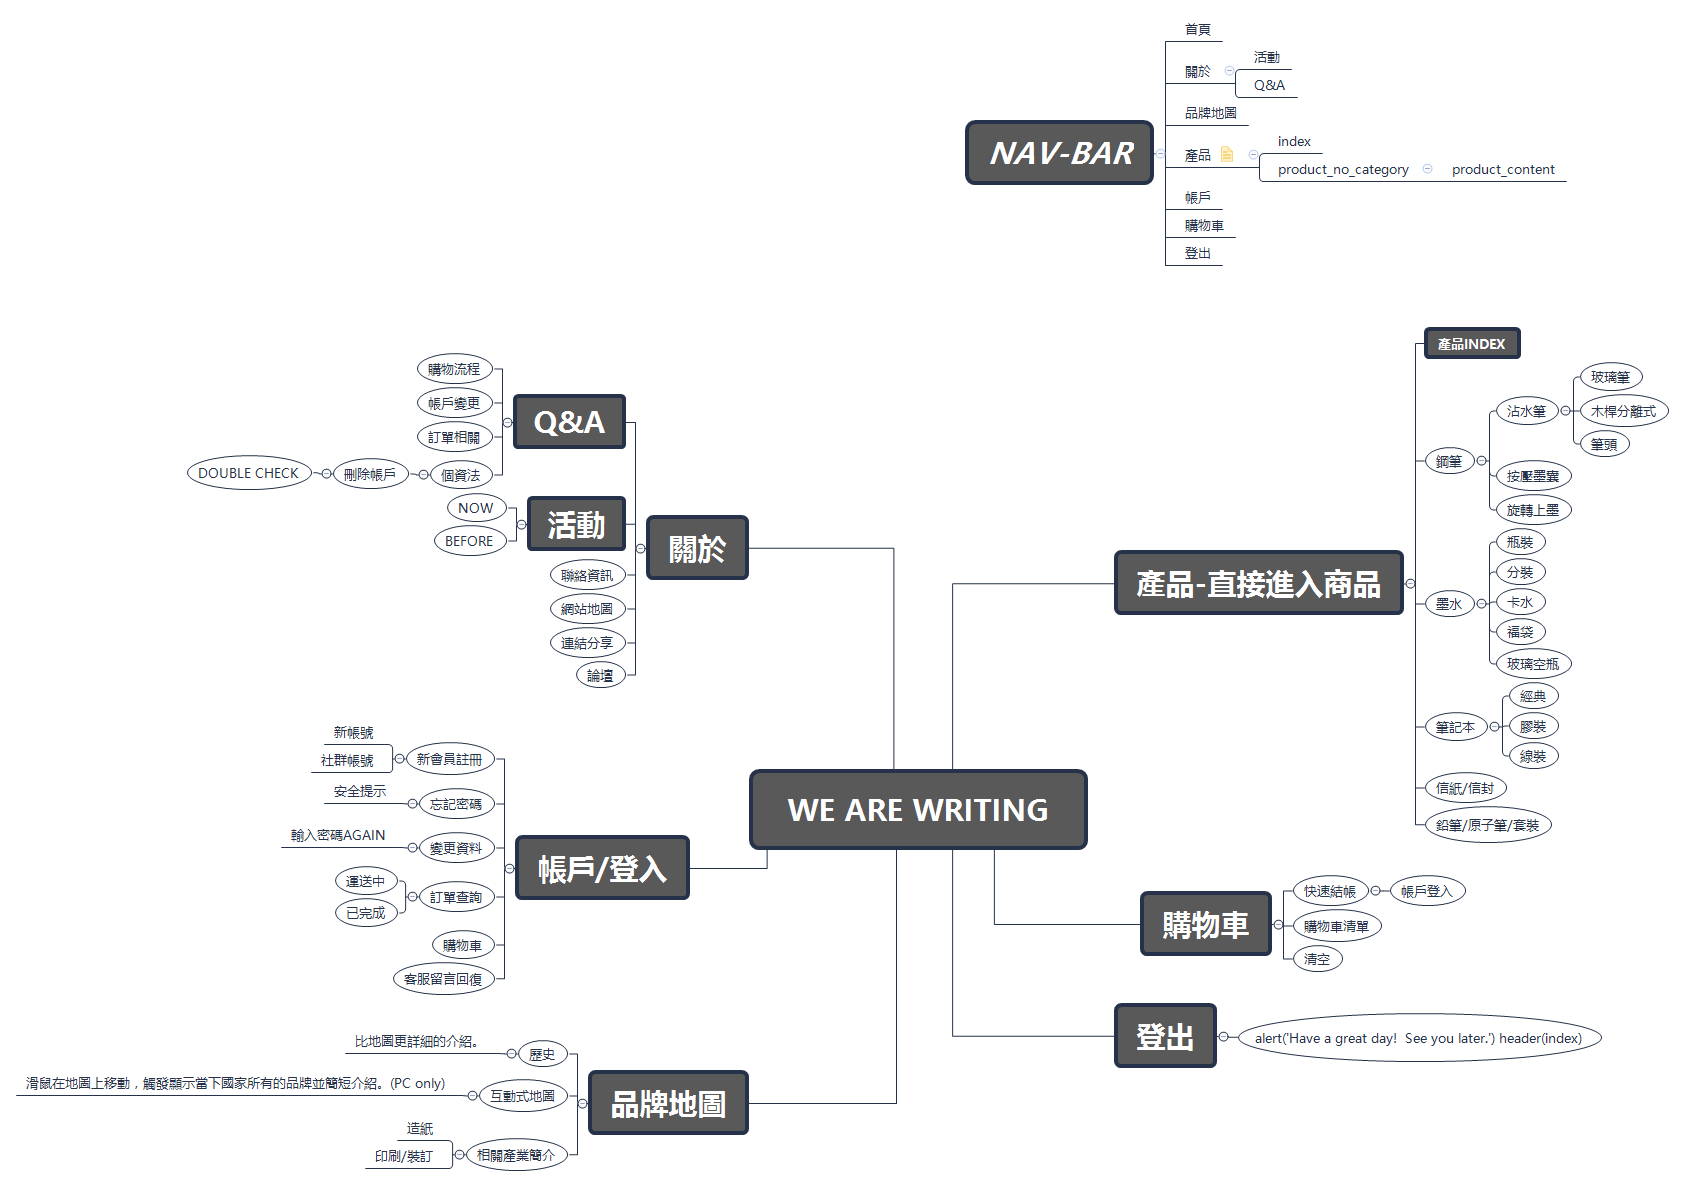 NAV-BAR
首頁
關於
活動
Q&A
品牌地圖
產品
index
product_no_category
product_content
帳戶
購物車
登出
WE ARE WRITING
關於
Q&A
購物流程
帳戶變更
訂單相關
個資法
刪除帳戶
DOUBLE CHECK
活動
NOW
BEFORE
聯絡資訊
網站地圖
連結分享
論壇
帳戶/登入
新會員註冊
新帳號
社群帳號
忘記密碼
安全提示
變更資料
輸入密碼AGAIN
訂單查詢
運送中
已完成
購物車
客服留言回復
品牌地圖
歷史
比地圖更詳細的介紹。
互動式地圖
滑鼠在地圖上移動，觸發顯示當下國家所有的品牌並簡短介紹。(PC only)
相關產業簡介
造紙
印刷/裝訂
產品-直接進入商品
產品INDEX
鋼筆
沾水筆
玻璃筆
木桿分離式
筆頭
按壓墨囊
旋轉上墨
墨水
瓶裝
分裝
卡水
福袋
玻璃空瓶
筆記本
經典
膠裝
線裝
信紙/信封
鉛筆/原子筆/套裝
購物車
快速結帳
帳戶登入
購物車清單
清空
登出
alert('Have a great day!  See you later.') header(index)